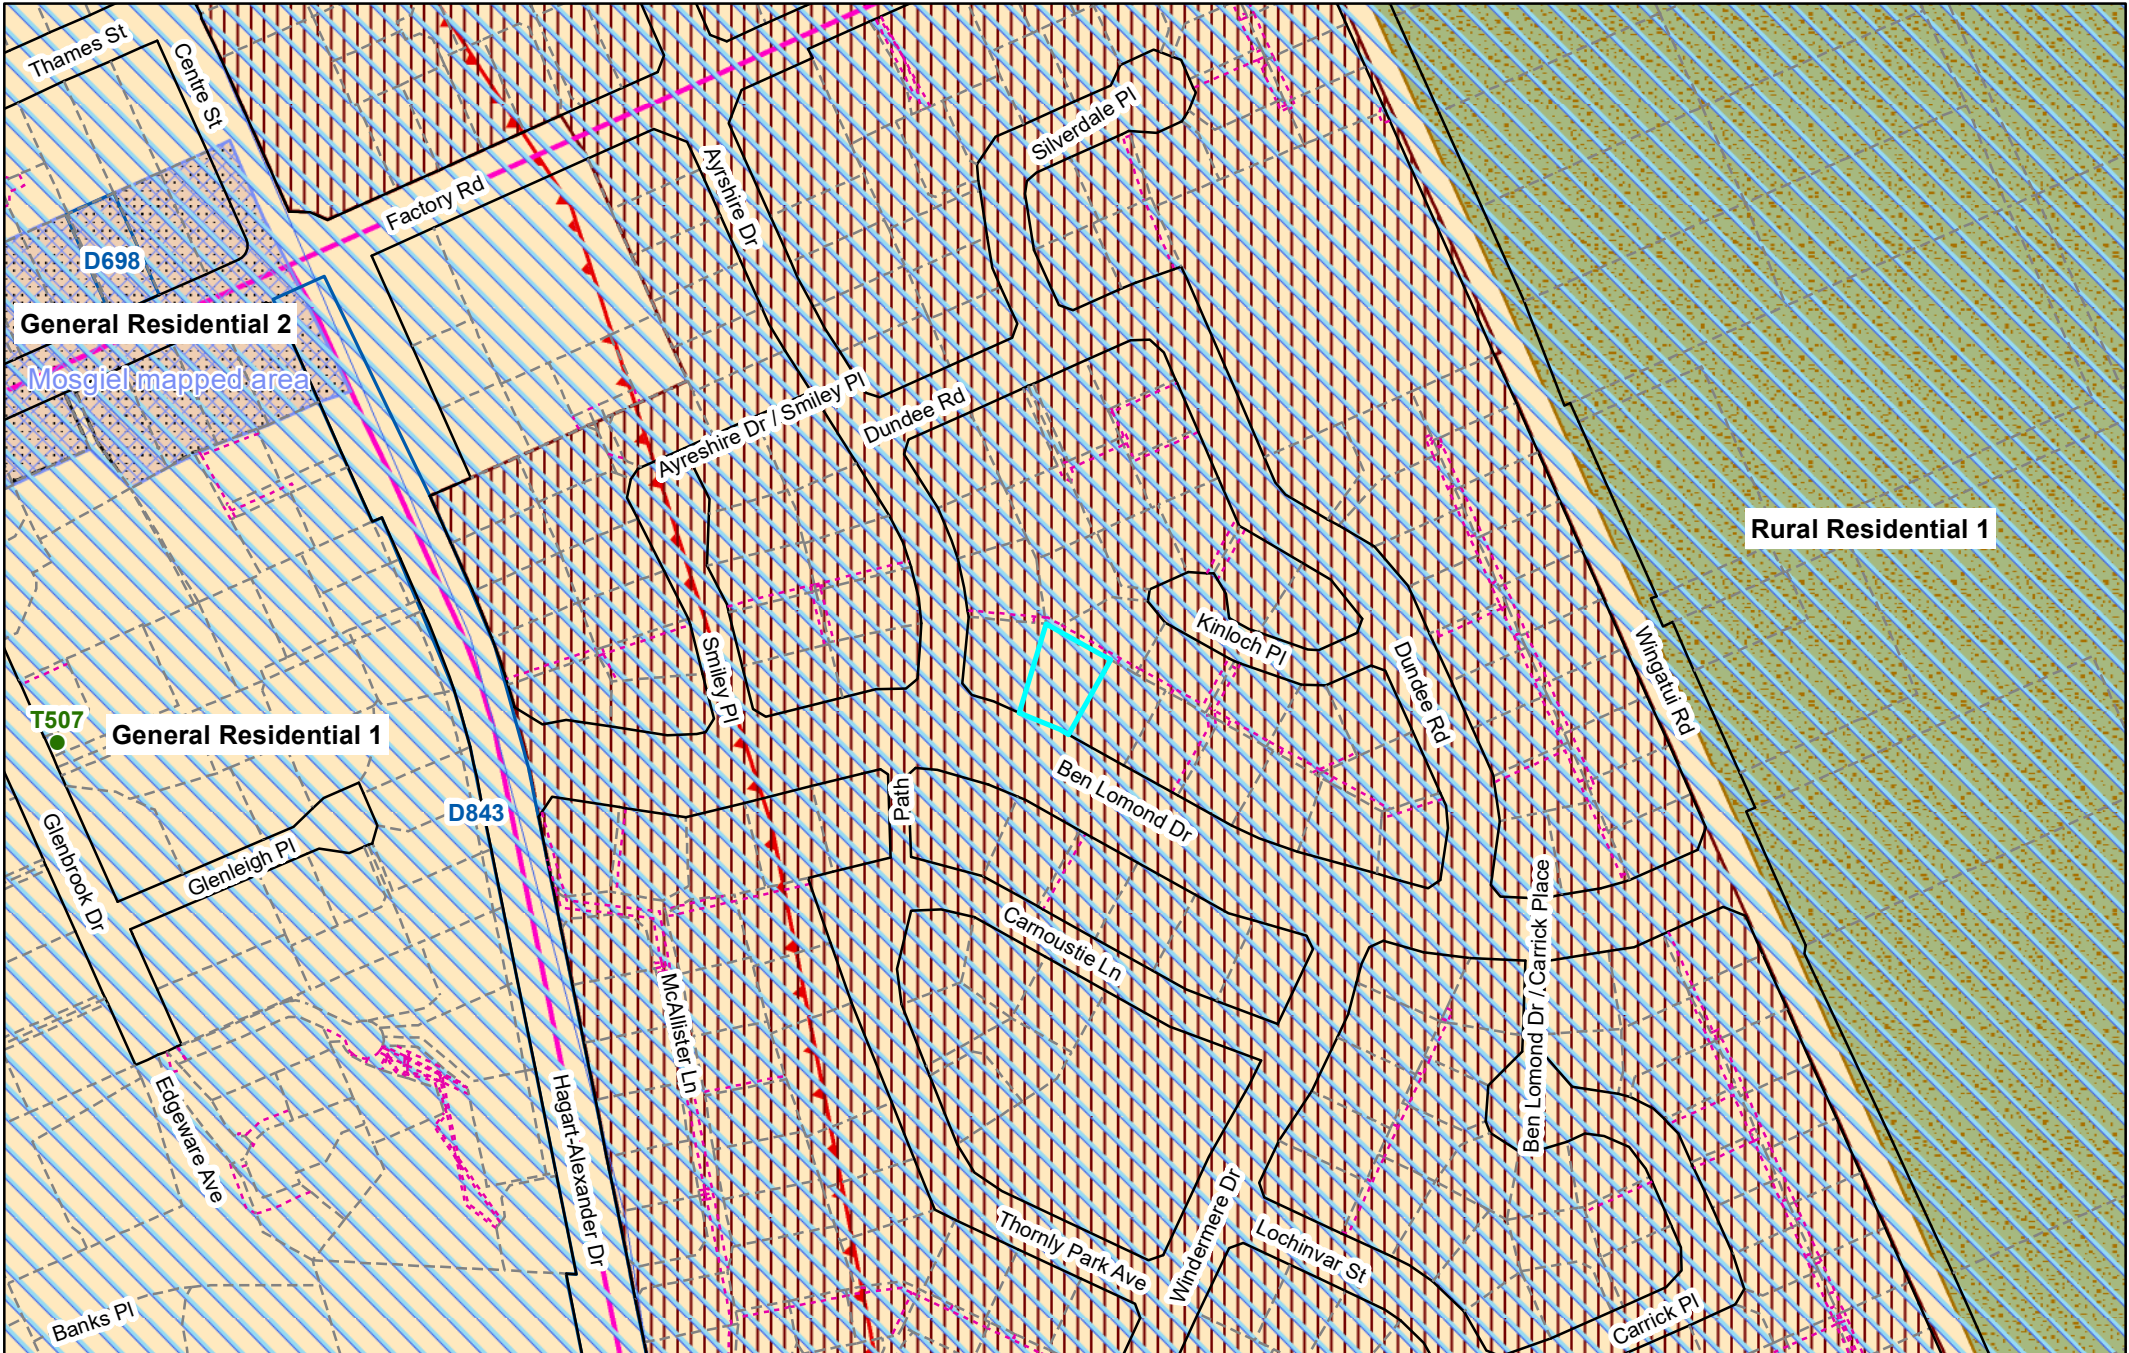 Thames St
Centre St
Silverdale Pl
Ayrshire Dr
Factory Rd
D698
General Residential 2
Mosgiel mapped area
Ayreshire Dr / Smiley Pl
Dundee Rd
Rural Residential 1
Kinloch Pl
Smiley Pl
Dundee Rd
Wingatui Rd
T507
General Residential 1
D843
Path
Ben Lomond Dr
Glenbrook Dr
Glenleigh Pl
Carnoustie Ln
Ben Lomond Dr / Carrick Place
McAllister Ln
Edgeware Ave
Hagart-Alexander Dr
Thornly Park Ave
Windermere Dr
Lochinvar St
Banks Pl
Carrick Pl